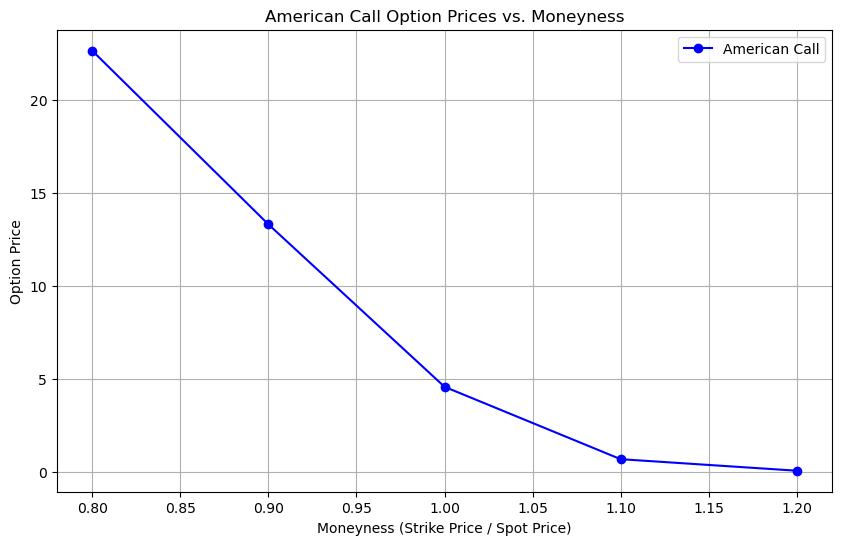 American Call Option Prices vs. Moneyness
American Call
Option Price
20
15
10
5
0
0.80 0.85 0.90 0.95 1.00 1.05 1.10 1.15 1.20
Moneyness (Strike Price / Spot Price)